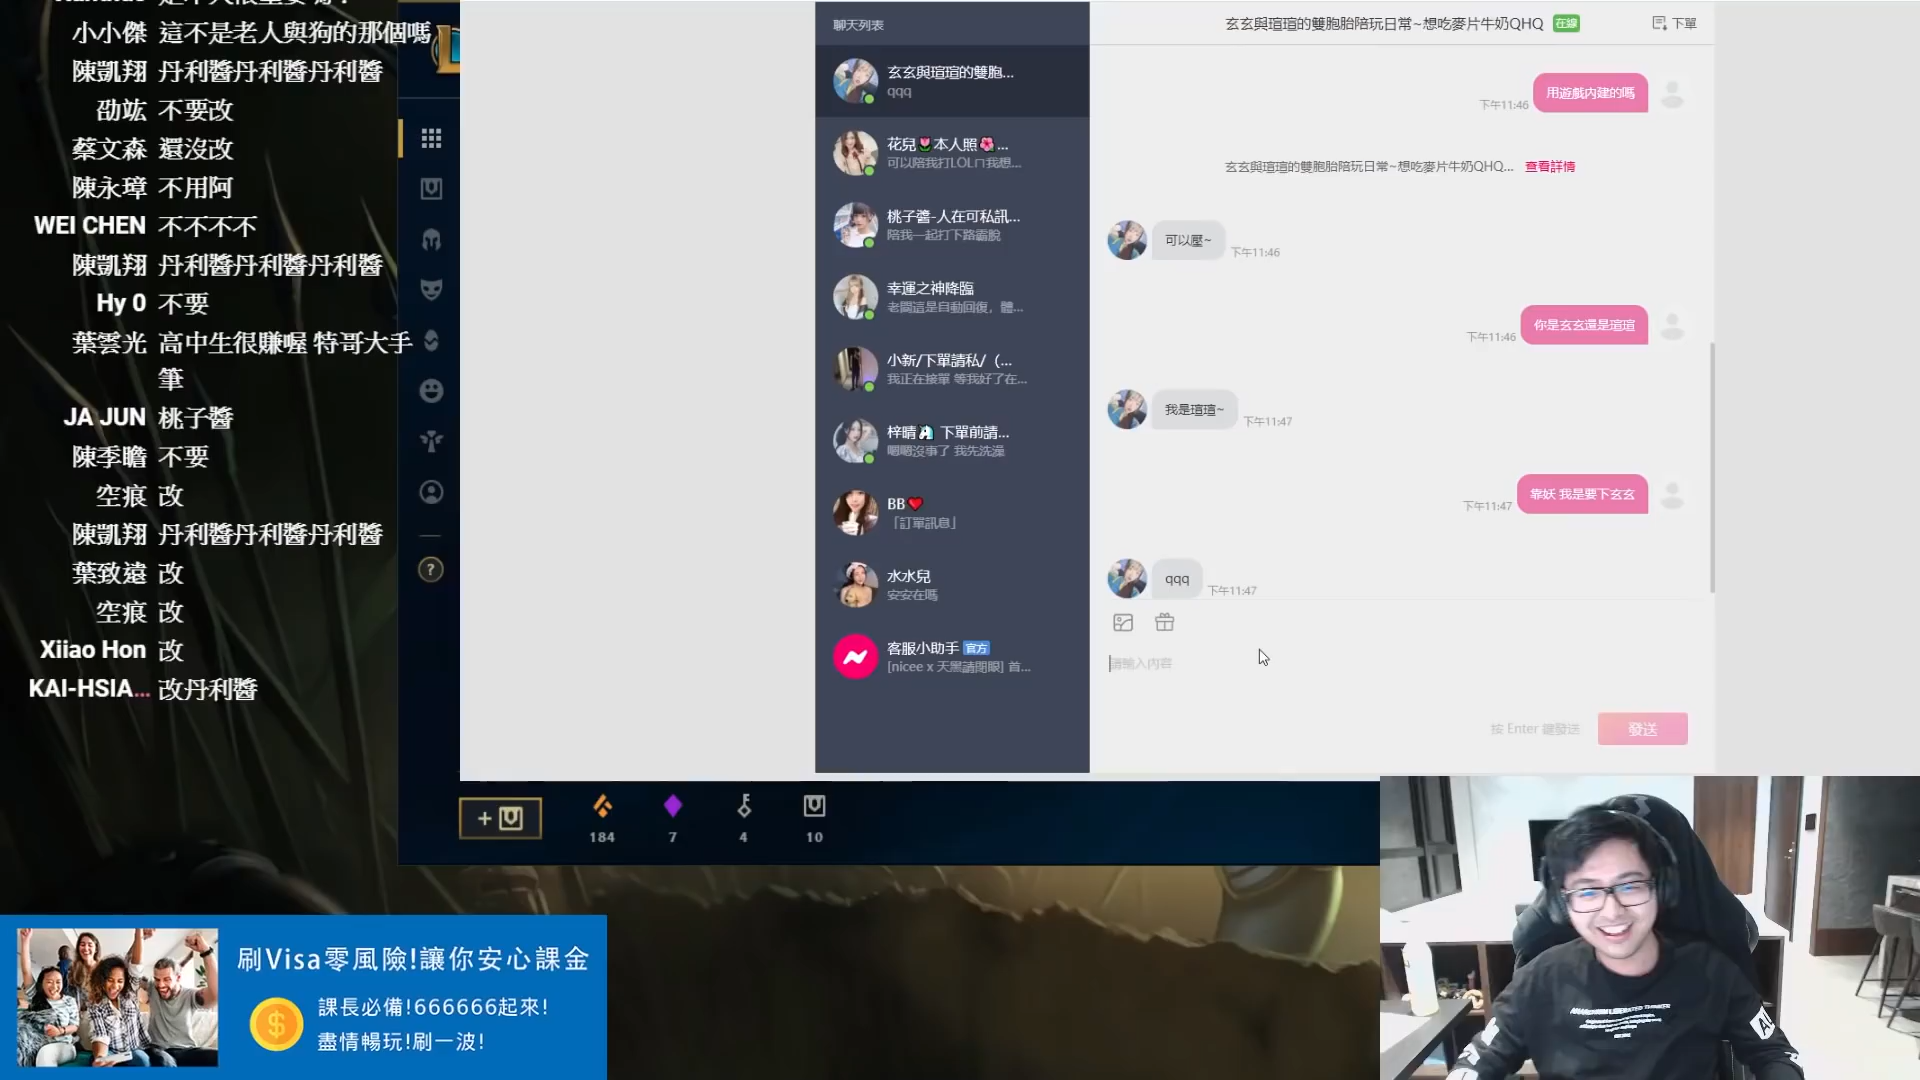 小小傑 這不是老人與狗的那個嗎
陳凱翔 丹利醬丹利醬丹利醬
劭竑 不要改
蔡文森 還沒改
陳永璋 不用阿
WEI CHEN 不不不不
陳凱翔 丹利醬丹利醬丹利醬
Hy 0 不要
葉雲光 高中生很賺喔 特哥大手
筆
JA JUN 桃子醬
陳季瞻 不要
空痕 改
陳凱翔 丹利醬丹利醬丹利醬
葉致遠 改
空痕 改
Xiiao Hon 改
KAI-HSIA... 改丹利醬
聊天列表
玄玄與瑄瑄的雙胞...
qqq
花兒🌷本人照🌺...
可以陪我打LOL∩我想...
桃子醬-人在可私訊...
陪我一起打下路霸脫
幸運之神降臨
老闆這是自動回復，體...
小新/下單請私/（...
我正在接單 等我好了在...
梓晴🦄 下單前請...
嗯嗯沒事了 我先洗澡
BB❤️
「訂單訊息」
水水兒
安安在嗎
客服小助手 官方
[nicee x 天黑請閉眼] 首...
玄玄與瑄瑄的雙胞胎陪玩日常~想吃麥片牛奶QHQ 在線
下單
用遊戲內建的嗎
下午11:46
玄玄與瑄瑄的雙胞胎陪玩日常~想吃麥片牛奶QHQ... 查看詳情
可以壓~
下午11:46
你是玄玄還是瑄瑄
下午11:46
我是瑄瑄~
下午11:47
靠妖 我是要下玄玄
下午11:47
qqq
下午11:47
請輸入內容
按 Enter 鍵發送
發送
?
+
184
7
4
10
刷Visa零風險!讓你安心課金
課長必備!666666起來!
盡情暢玩!刷一波!
$